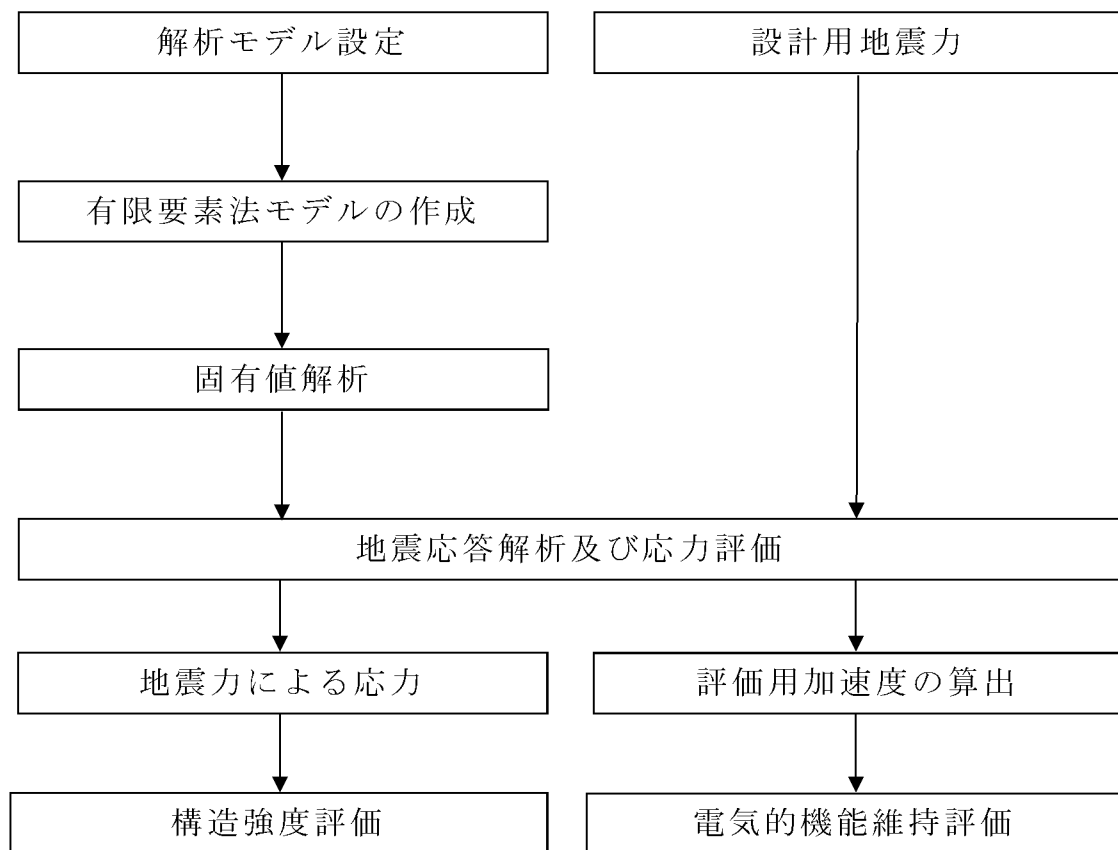 解析モデル設定
設計用地震力
有限要素法モデルの作成
固有値解析
地震応答解析及び応力評価
地震力による応力
評価用加速度の算出
構造強度評価
電気的機能維持評価